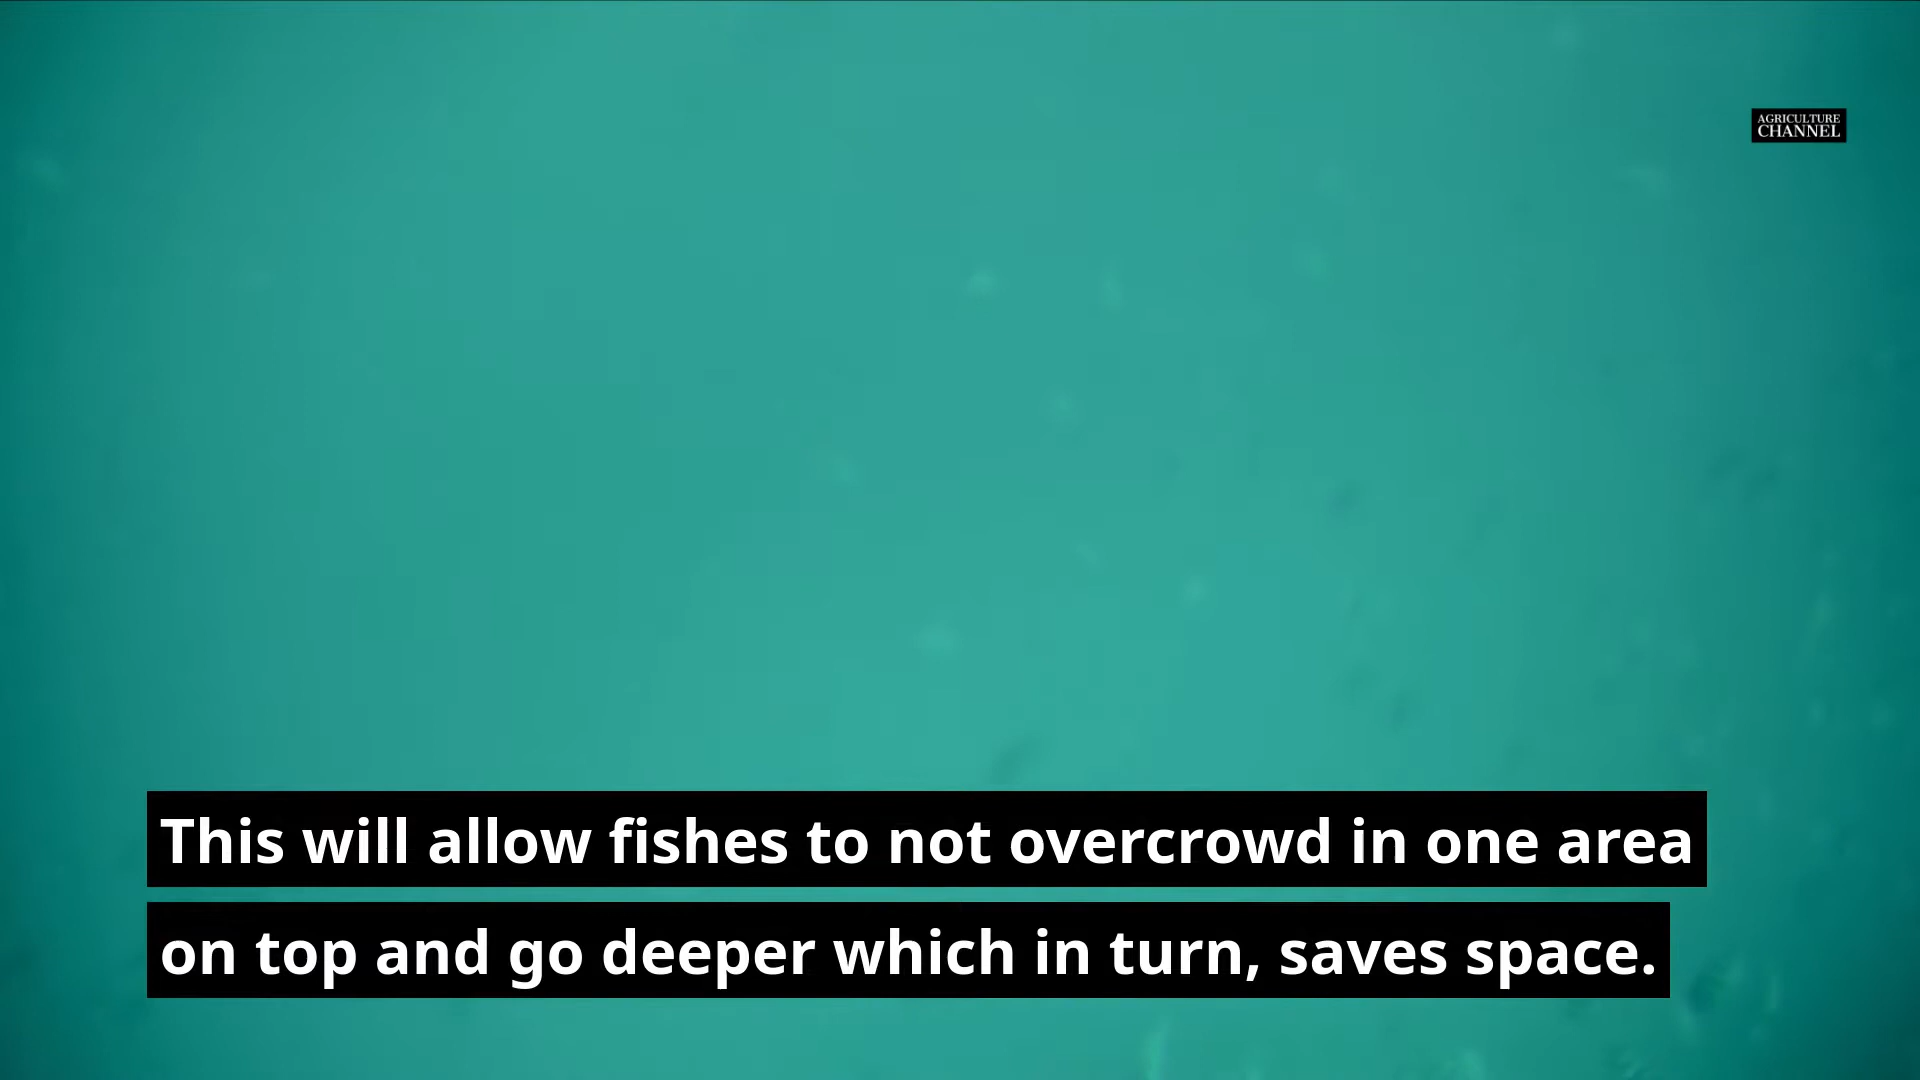 AGRICULTURE
CHANNEL
This will allow fishes to not overcrowd in one area
on top and go deeper which in turn, saves space.